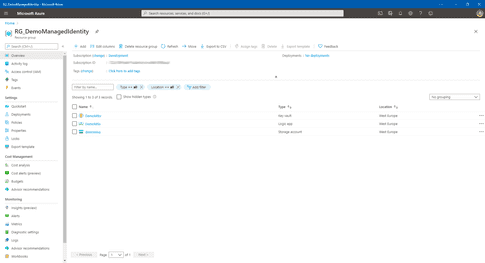 RG_DemoManagedIdentity - Microsoft Azure
Microsoft Azure
Search resources, services, and docs (G+/)
Home >
RG_DemoManagedIdentity
Resource group
Search (Ctrl+/)
Add
Edit columns
Delete resource group
Refresh
Move
Export to CSV
Assign tags
Delete
Export template
Feedback
Overview
Activity log
Access control (IAM)
Tags
Events
Settings
Quickstart
Deployments
Policies
Properties
Locks
Export template
Cost Management
Cost analysis
Cost alerts (preview)
Budgets
Advisor recommendations
Monitoring
Insights (preview)
Alerts
Metrics
Diagnostic settings
Logs
Advisor recommendations
Workbooks
Subscription (change) :
Deployments : No deployments
Subscription ID :
Tags (change) : Click here to add tags
Filter by name...
Type == all
Location == all
Add filter
Showing 1 to 3 of 3 records.
Show hidden types
No grouping
Name
Type
Location
Key vault
West Europe
Logic app
West Europe
Storage account
West Europe
< Previous
Page 1 of 1
Next >